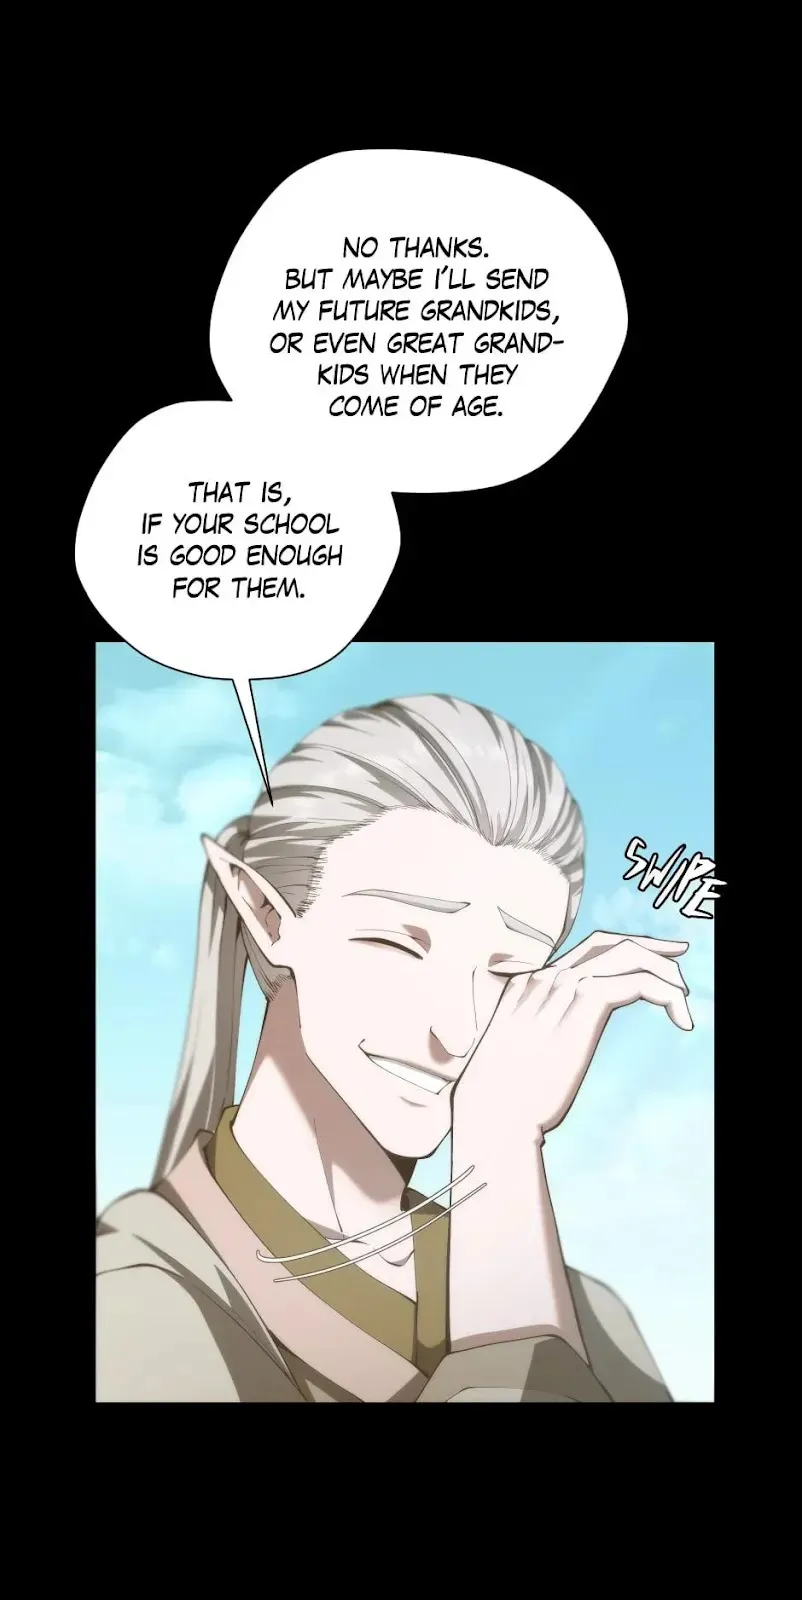 NO THANKS.
BUT MAYBE I'LL SEND
MY FUTURE GRANDKIDS,
OR EVEN GREAT GRAND-
KIDS WHEN THEY
COME OF AGE.
THAT IS,
IF YOUR SCHOOL
IS GOOD ENOUGH
FOR THEM.
SWIPE